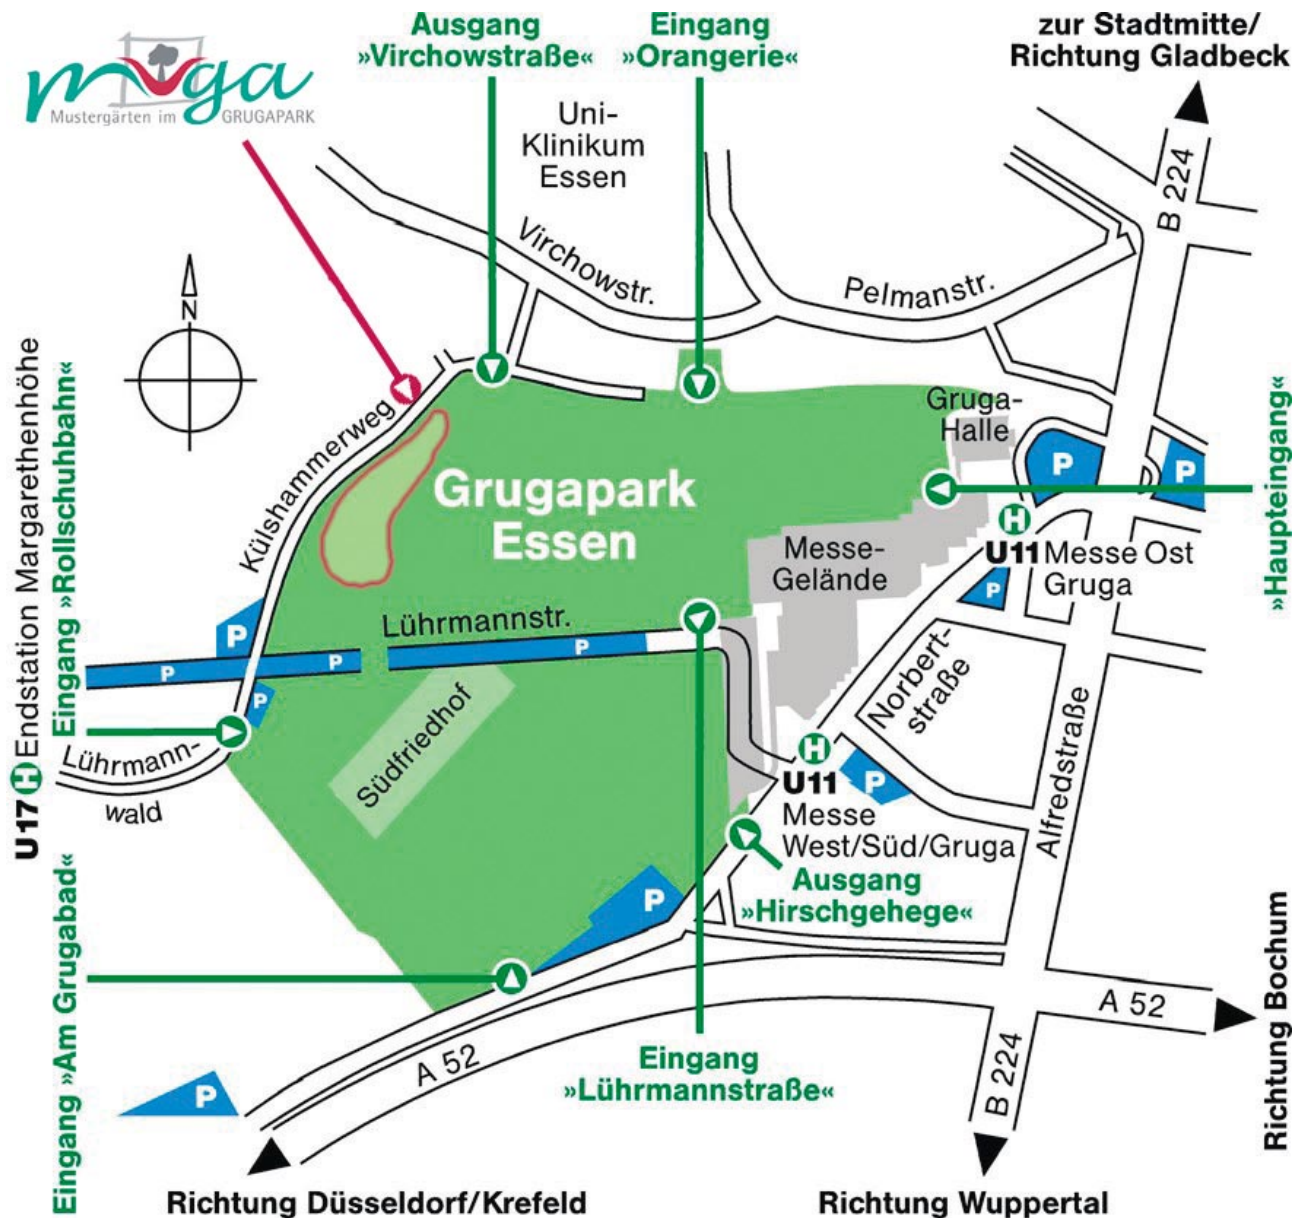 Ausgang
»Virchowstraße«
Eingang
»Orangerie«
zur Stadtmitte/
Richtung Gladbeck
muga
Mustergärten im GRUGAPARK
Uni-
Klinikum
Essen
B 224
Virchowstr.
Pelmanstr.
N
Külshammerweg
Gruga-
Halle
P
P
Grugapark
Essen
»Haupteingang«
H
U11 Messe Ost
Gruga
Messe-
Gelände
P
U17 H Endstation Margarethenhöhe
Eingang »Rollschuhbahn«
Lührmannstr.
P
P
P
P
P
Norbert-
straße
Südfriedhof
Lührmann-
wald
H
U11
Messe
West/Süd/Gruga
P
Alfredstraße
Ausgang
»Hirschgehege«
P
Eingang »Am Grugabad«
Eingang
»Lührmannstraße«
A 52
A 52
B 224
Richtung Bochum
P
Richtung Düsseldorf/Krefeld
Richtung Wuppertal